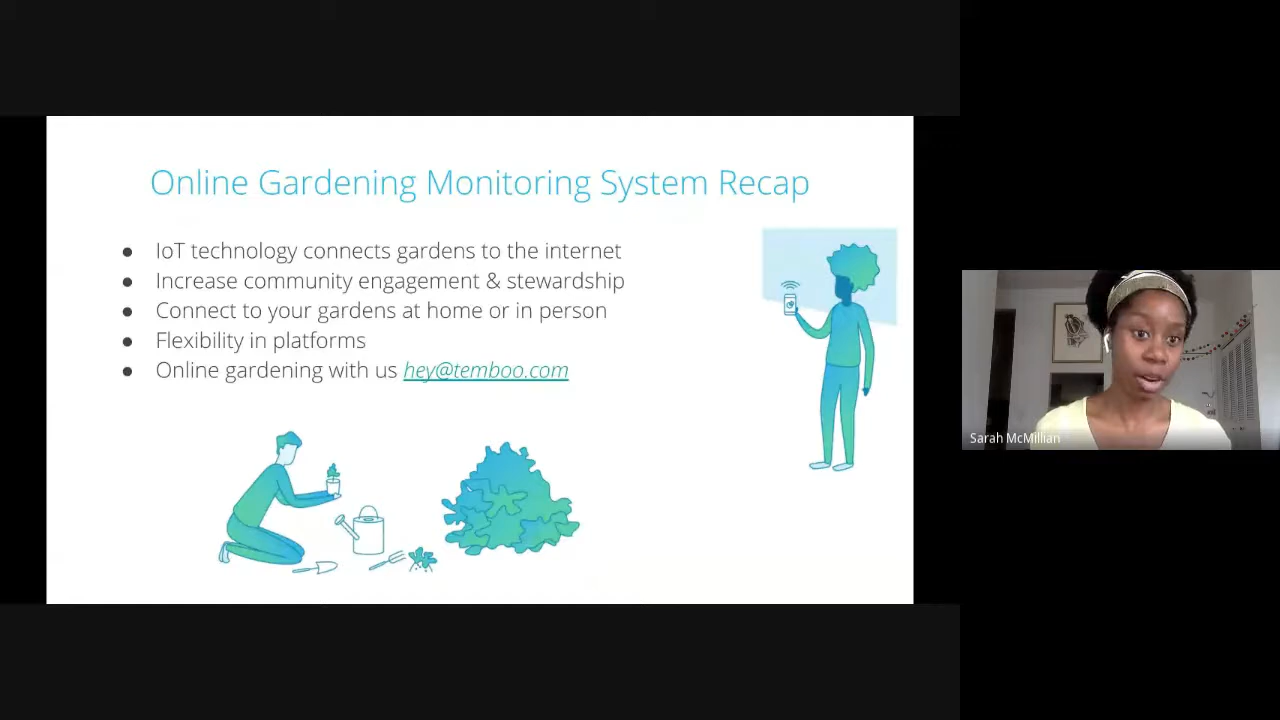 Online Gardening Monitoring System Recap
● IoT technology connects gardens to the internet
● Increase community engagement & stewardship
● Connect to your gardens at home or in person
● Flexibility in platforms
● Online gardening with us hey@temboo.com
Sarah McMillian